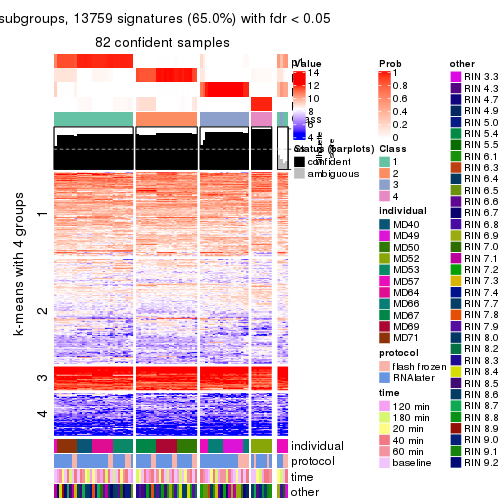 subgroups, 13759 signatures (65.0%) with fdr < 0.05
82 confident samples
k-means with 4 groups
1
2
3
4
individual
protocol
time
other
Value
14
12
10
8
6
4
Status (barplots)
confident
ambiguous
Prob
1
0.8
0.6
0.4
0.2
0
Class
1
2
3
4
individual
MD40
MD49
MD50
MD52
MD53
MD57
MD64
MD66
MD67
MD69
MD71
protocol
flash frozen
RNAlater
time
120 min
180 min
20 min
40 min
60 min
baseline
other
RIN 3.3
RIN 4.3
RIN 4.7
RIN 4.9
RIN 5.0
RIN 5.4
RIN 5.5
RIN 6.1
RIN 6.3
RIN 6.4
RIN 6.5
RIN 6.6
RIN 6.7
RIN 6.8
RIN 6.9
RIN 7.0
RIN 7.1
RIN 7.2
RIN 7.3
RIN 7.4
RIN 7.7
RIN 7.8
RIN 7.9
RIN 8.0
RIN 8.2
RIN 8.3
RIN 8.4
RIN 8.5
RIN 8.6
RIN 8.7
RIN 8.8
RIN 8.9
RIN 9.0
RIN 9.1
RIN 9.2